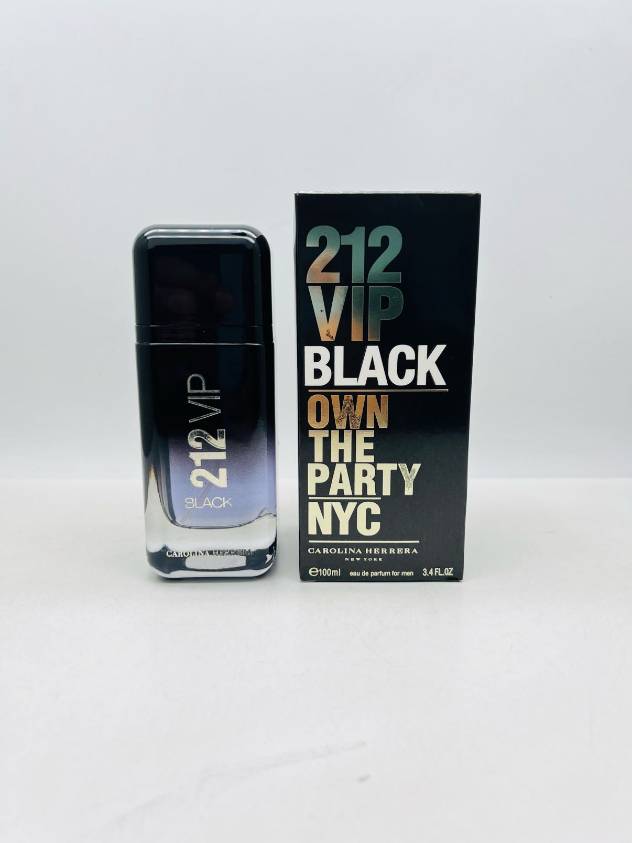 212 VIP
BLACK
CAROLINA HERRERA
212
VIP
BLACK
OWN
THE
PARTY
NYC
CAROLINA HERRERA
NEW YORK
℮100ml eau de parfum for men 3.4 FL.OZ